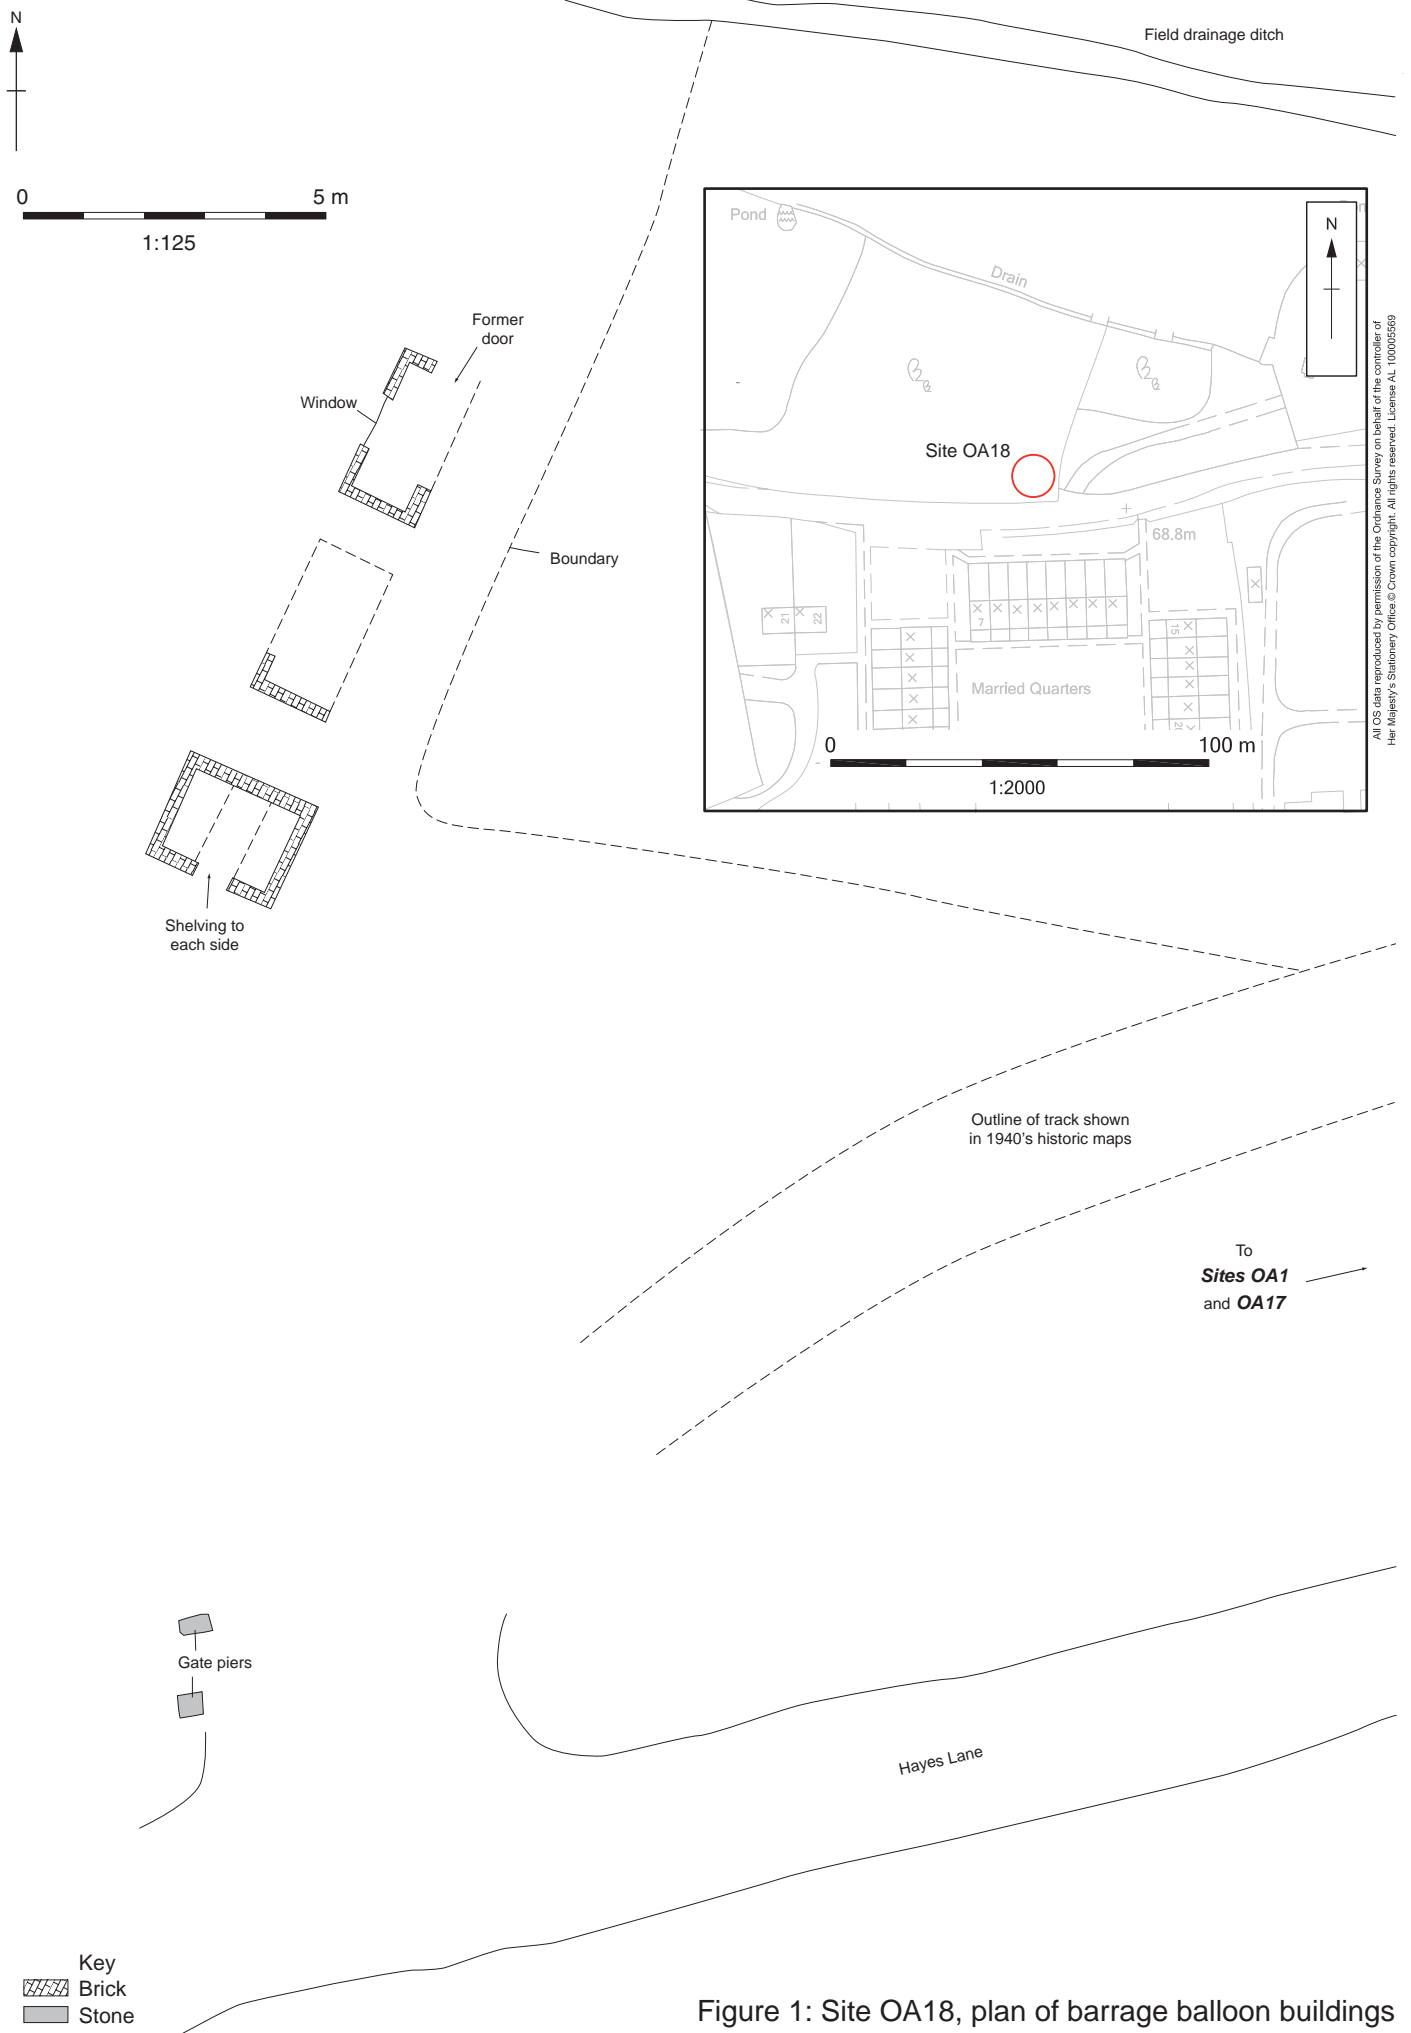 N
Field drainage ditch
0 5 m
1:125
Pond
N
Drain
Former
door
Window
Site OA18
68.8m
Boundary
21
22
7
15
Married Quarters
0 100 m
1:2000
All OS data reproduced by permission of the Ordnance Survey on behalf of the controller of
Her Majesty's Stationery Office.© Crown copyright. All rights reserved. License AL 100005569
Shelving to
each side
Outline of track shown
in 1940's historic maps
To
Sites OA1
and OA17
Gate piers
Hayes Lane
Key
Brick
Stone
Figure 1: Site OA18, plan of barrage balloon buildings